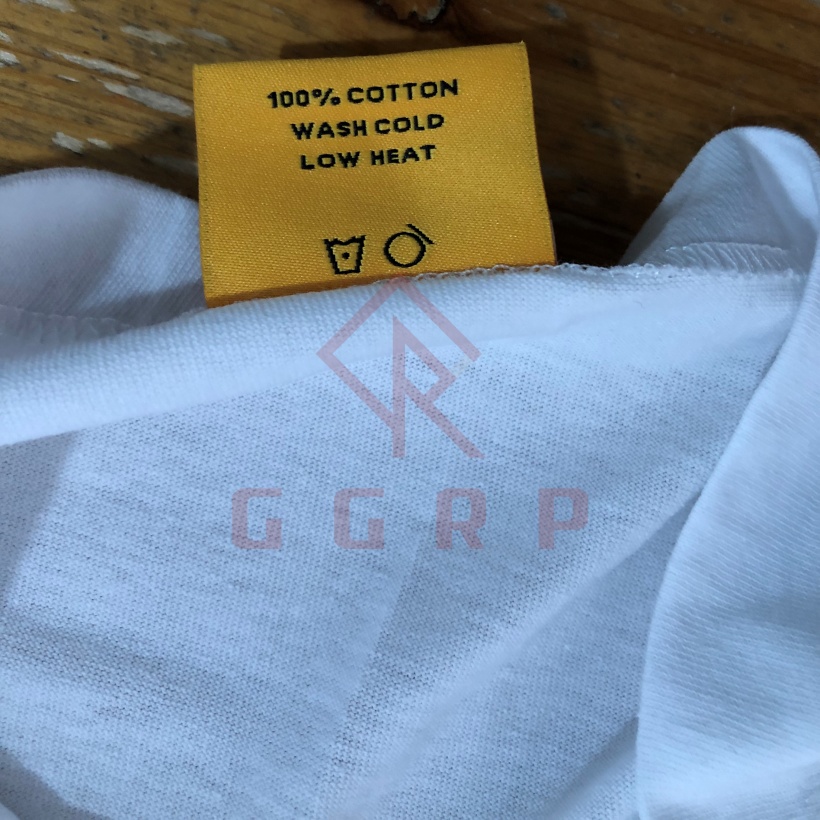 100% COTTON
WASH COLD
LOW HEAT
GGRP